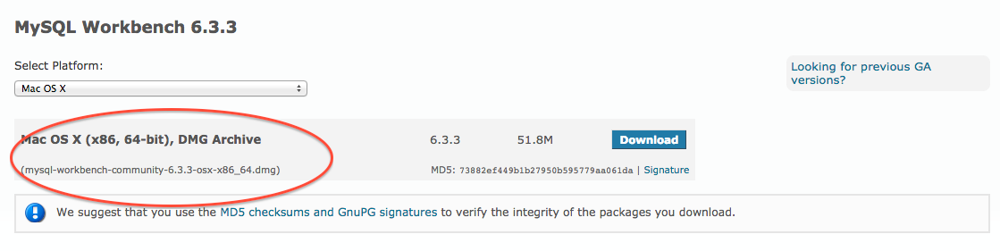 MySQL Workbench 6.3.3
Select Platform:
Mac OS X
Looking for previous GA
versions?
Mac OS X (x86, 64-bit), DMG Archive 6.3.3 51.8M Download
(mysql-workbench-community-6.3.3-osx-x86_64.dmg) MD5: 73882ef449b1b27950b595779aa061da | Signature
We suggest that you use the MD5 checksums and GnuPG signatures to verify the integrity of the packages you download.